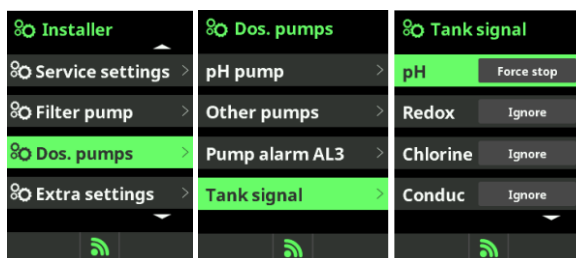 Installer
Service settings
Filter pump
Dos. pumps
Extra settings
Dos. pumps
pH pump
Other pumps
Pump alarm AL3
Tank signal
Tank signal
pH Force stop
Redox Ignore
Chlorine Ignore
Conduc Ignore